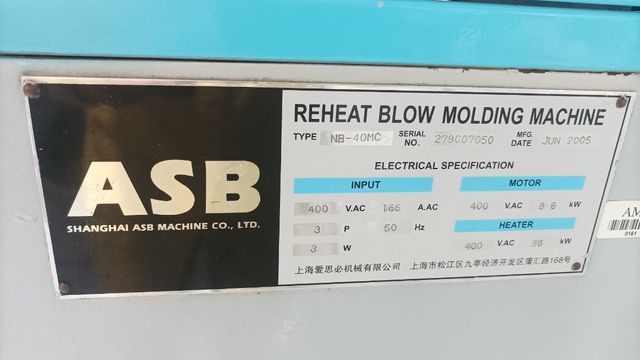 ASB
SHANGHAI ASB MACHINE CO., LTD.
REHEAT BLOW MOLDING MACHINE
TYPE NB-40MC SERIAL NO. 279C07050 MFG. DATE JUN 2005
ELECTRICAL SPECIFICATION
INPUT
400 V.AC 166 A.AC
3 P 50 Hz
3 W
MOTOR
400 V.AC kW
HEATER
400 V.AC 96 kW
上海爱思必机械有限公司 上海市松江区九亭经济开发区蒲汇路168号
AM
0161